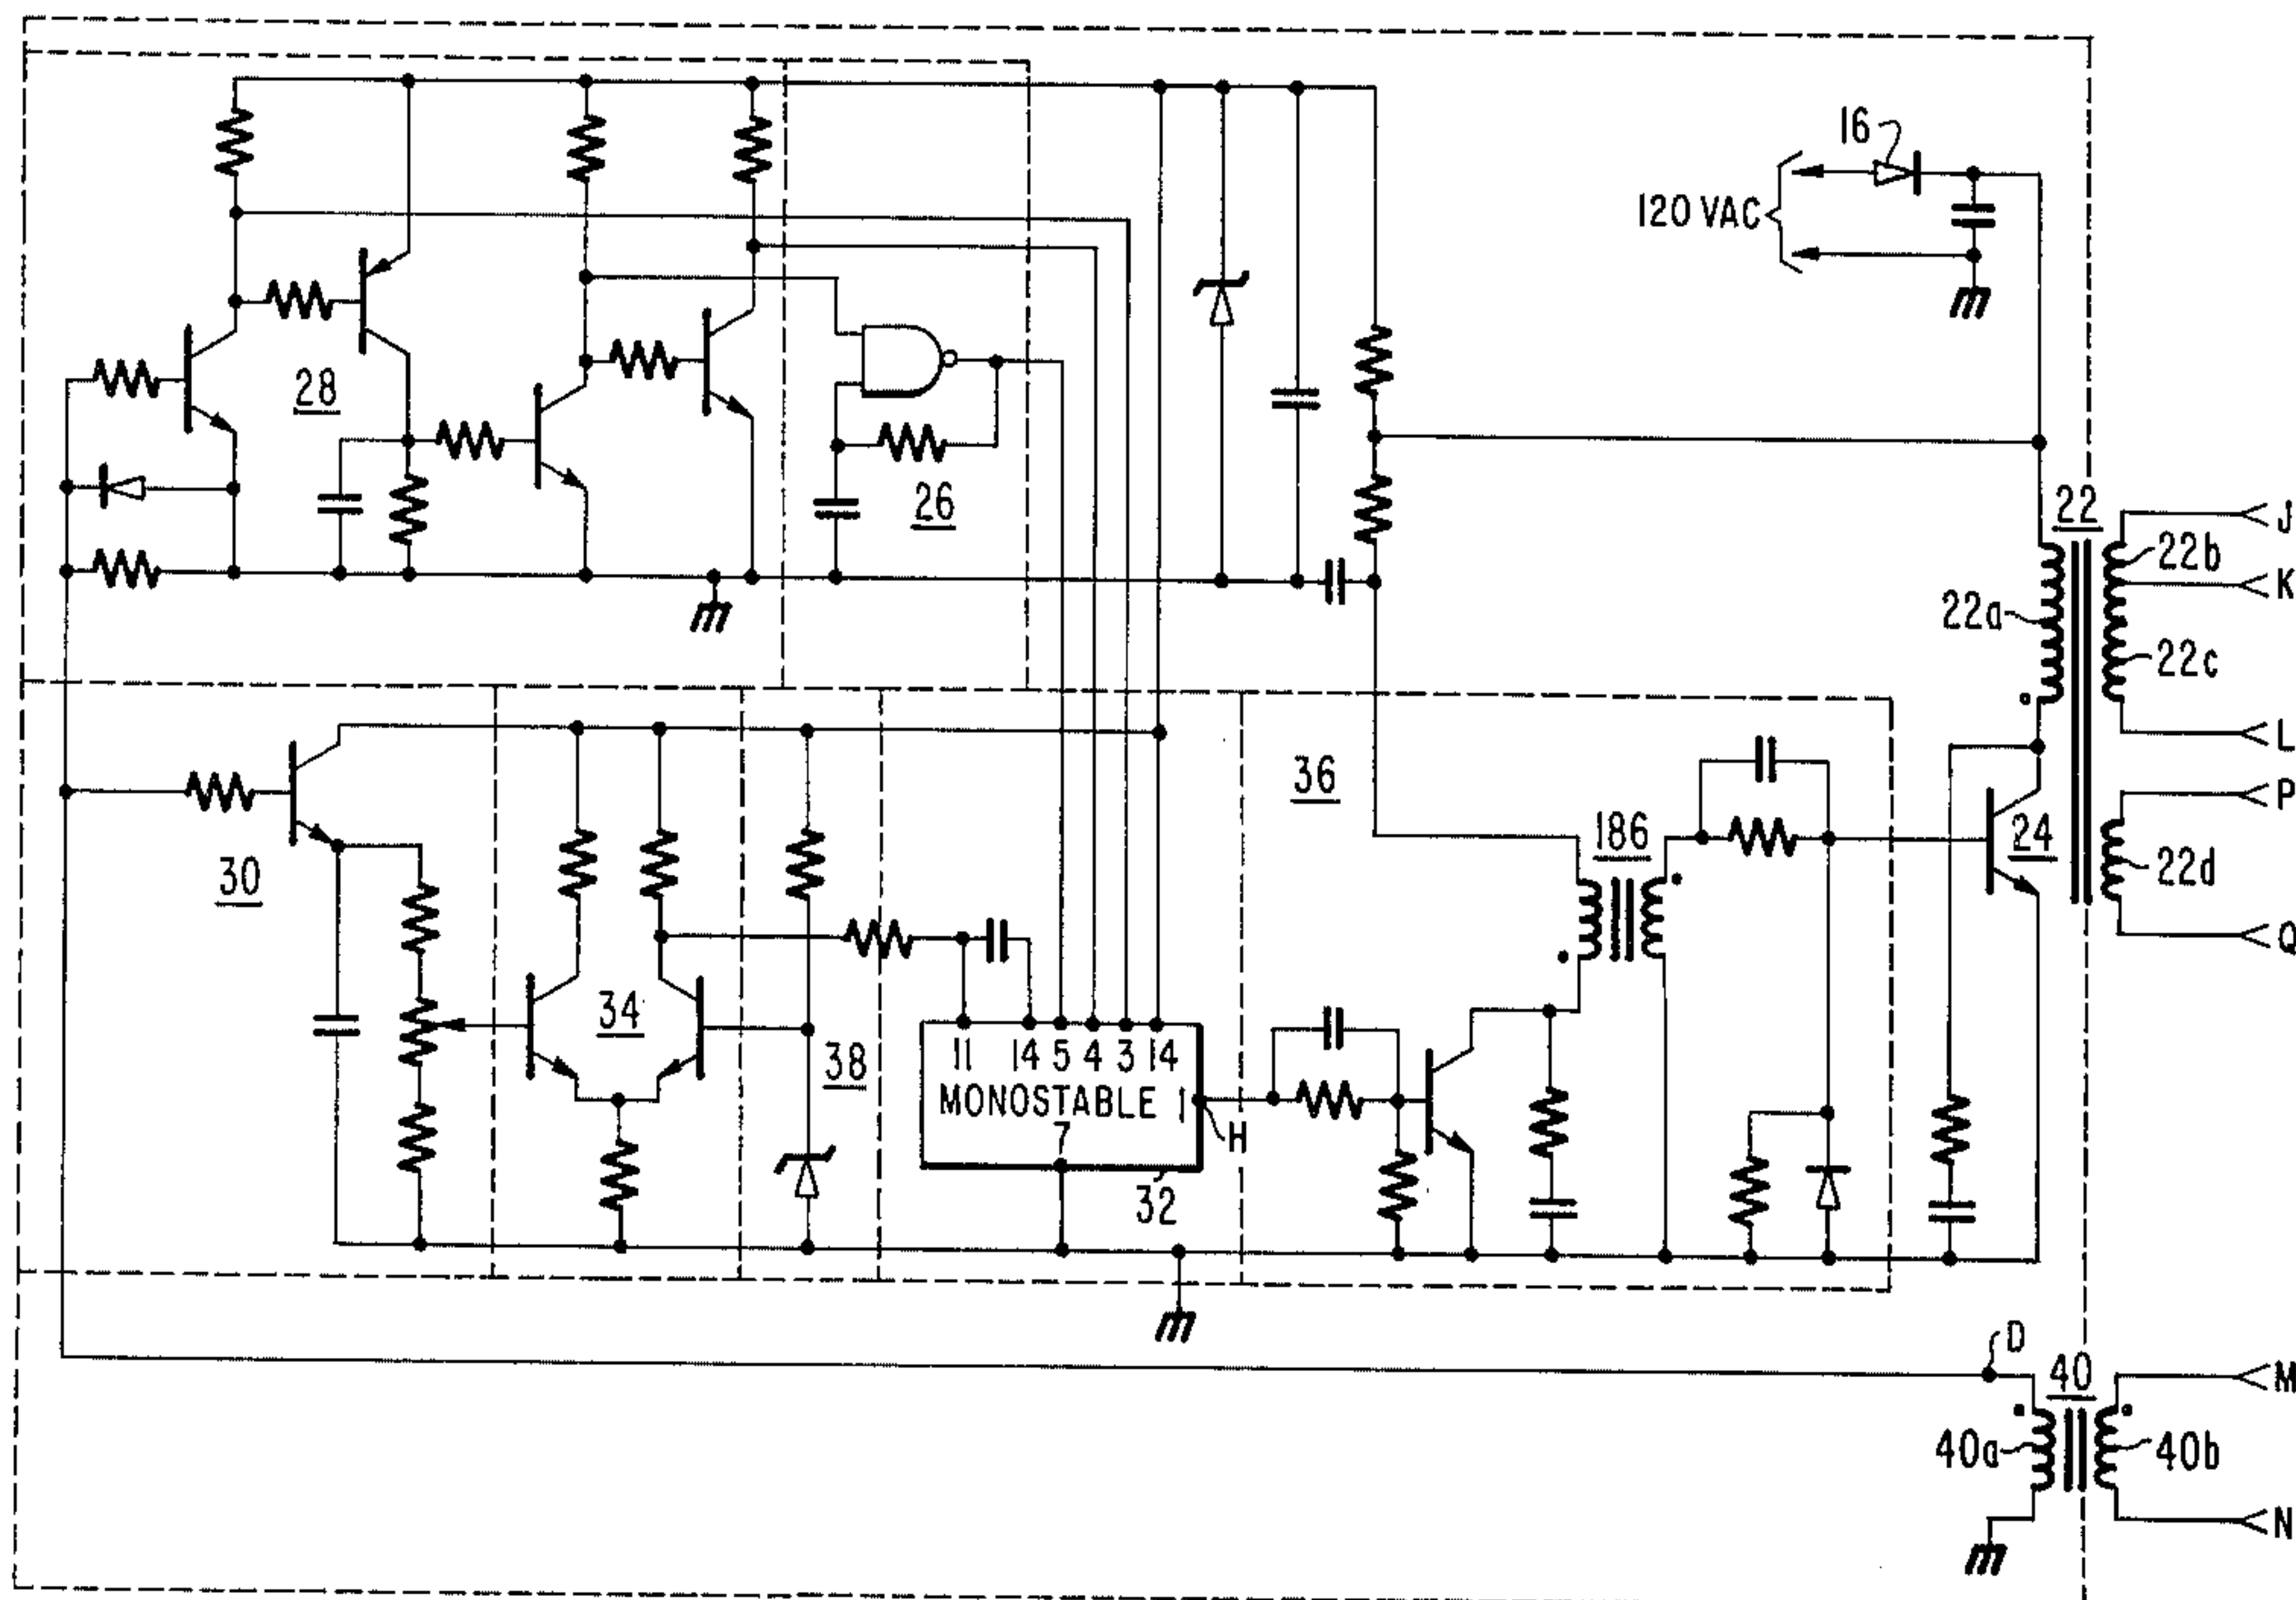 16
120 VAC
28
26
22
J
22b
K
22a
22c
L
36
P
186
24
22d
30
Q
34
38
11 14 5 4 3 14
MONOSTABLE 1
7
H
32
D
40
M
40a
40b
N